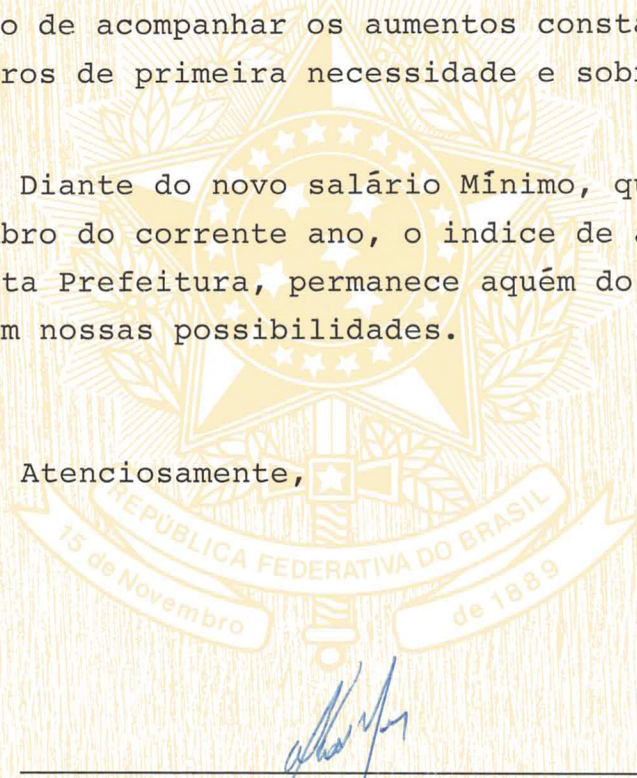 o de acompanhar os aumentos consta
ros de primeira necessidade e sob
Diante do novo salário Mínimo, q
bro do corrente ano, o indice de a
ta Prefeitura, permanece aquém do
m nossas possibilidades.
Atenciosamente,
REPÚBLICA FEDERATIVA DO BRASIL
15 de Novembro de 1889